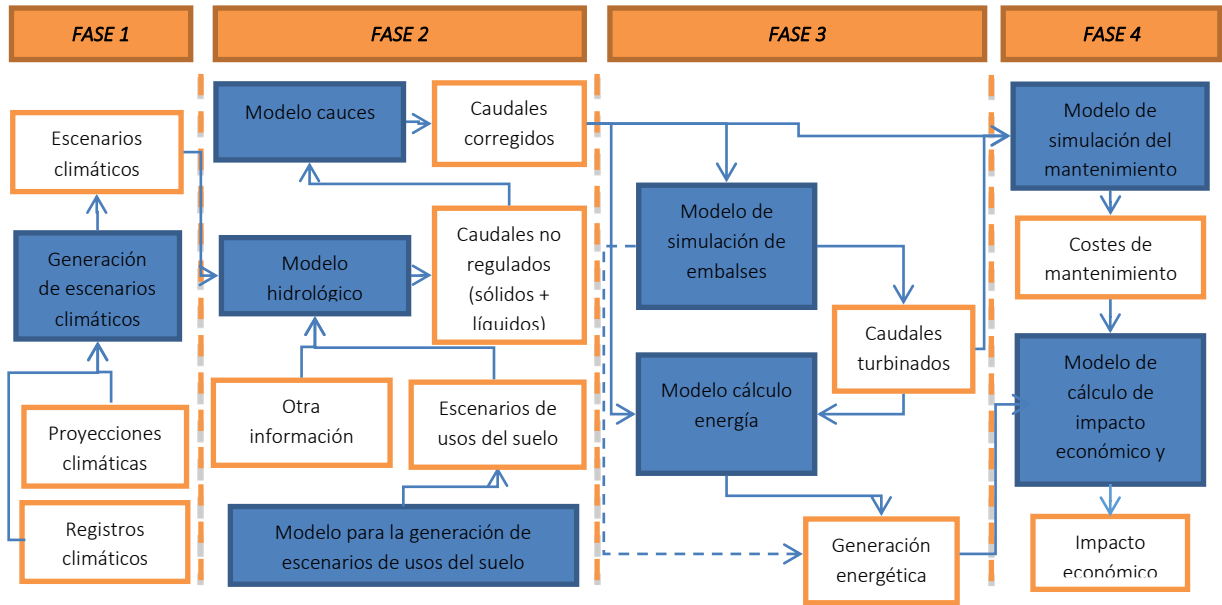 FASE 1
FASE 2
FASE 3
FASE 4
Escenarios
climáticos
Generación
de escenarios
climáticos
Proyecciones
climáticas
Registros
climáticos
Modelo cauces
Caudales
corregidos
Modelo
hidrológico
Caudales no
regulados
(sólidos +
líquidos)
Otra
información
Escenarios de
usos del suelo
Modelo para la generación de
escenarios de usos del suelo
Modelo de
simulación de
embalses
Caudales
turbinados
Modelo cálculo
energía
Generación
energética
Modelo de
simulación del
mantenimiento
Costes de
mantenimiento
Modelo de
cálculo de
impacto
económico y
Impacto
económico